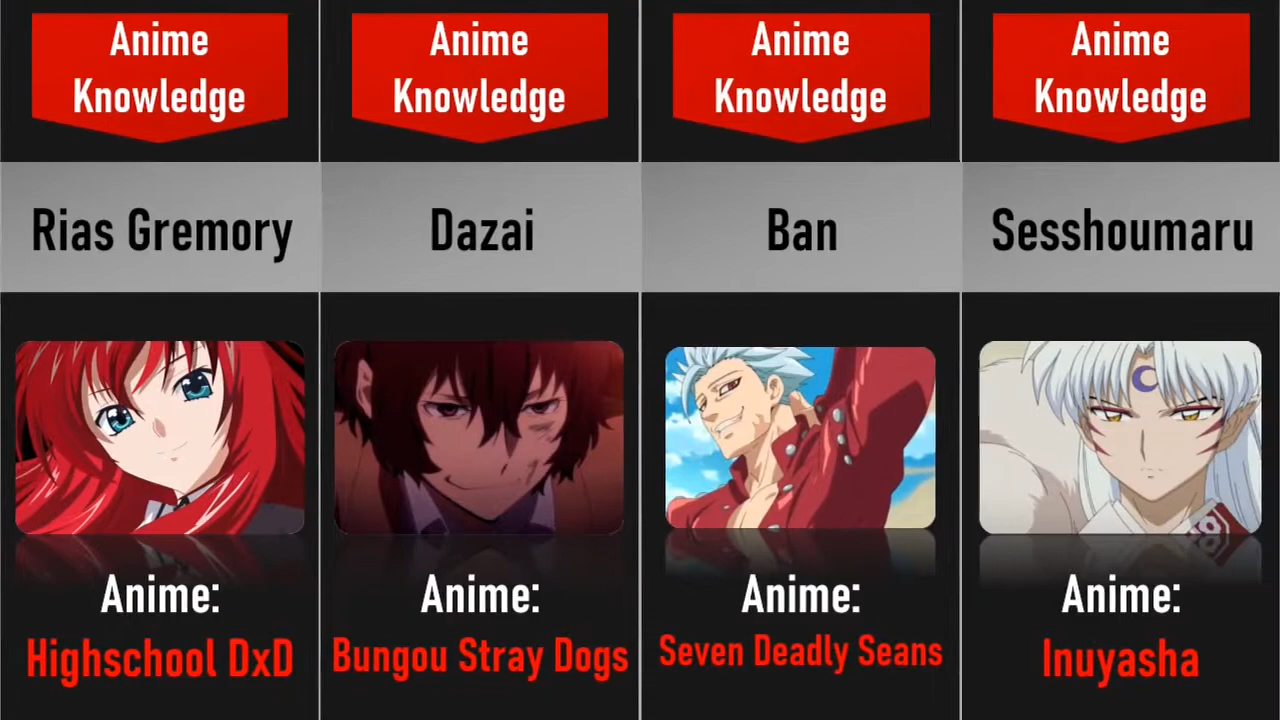 Anime
Knowledge
Anime
Knowledge
Anime
Knowledge
Anime
Knowledge
Rias Gremory
Dazai
Ban
Sesshoumaru
Anime:
Highschool DxD
Anime:
Bungou Stray Dogs
Anime:
Seven Deadly Seans
Anime:
Inuyasha